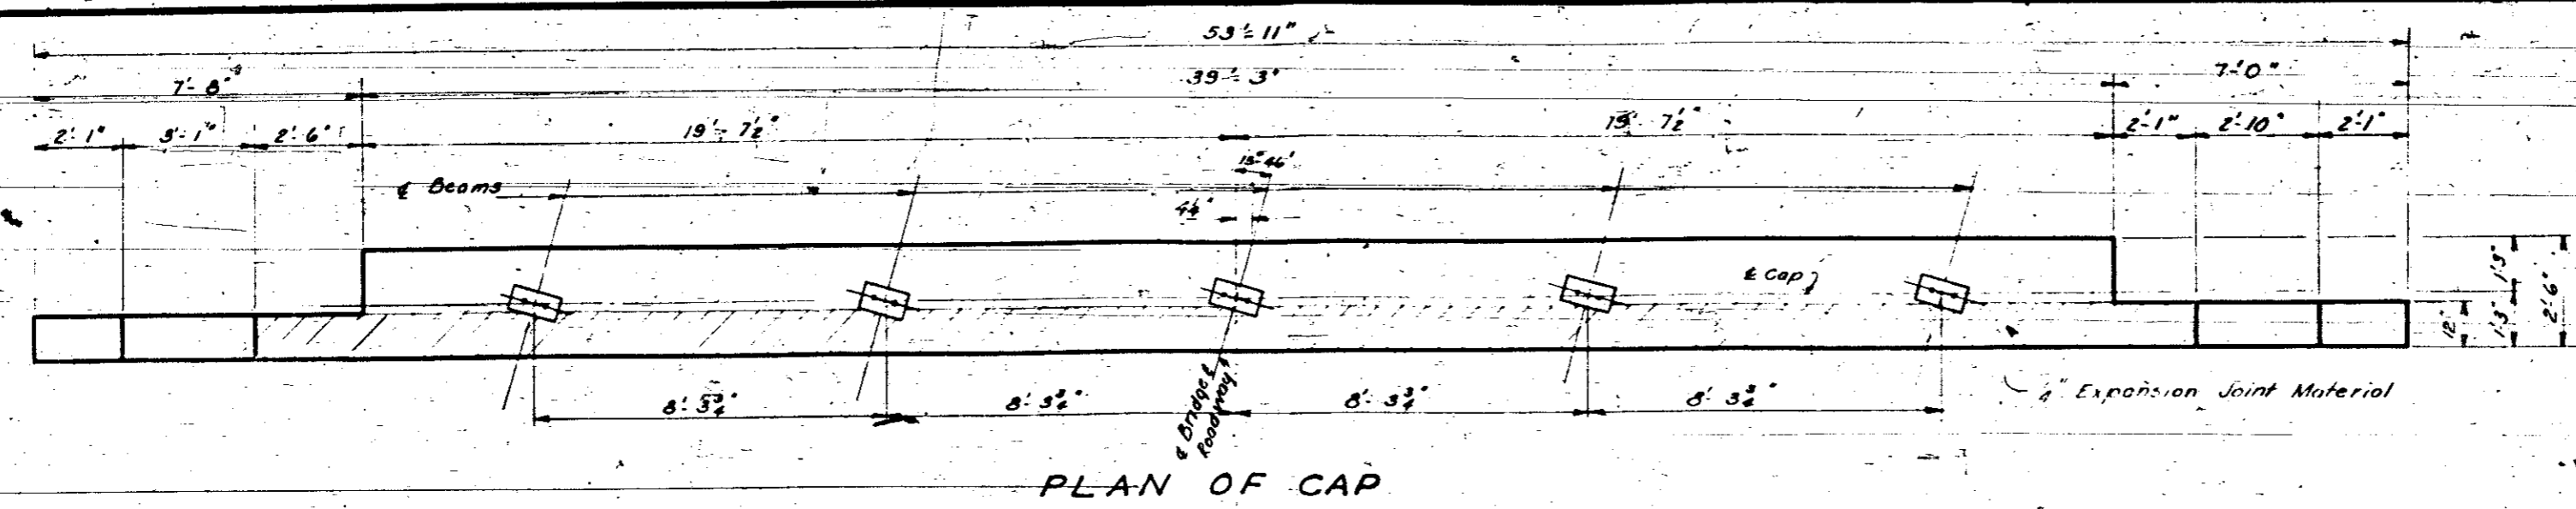 53'-11"
7'-8" 39'-3" 7'-0"
2'-1" 3'-1" 2'-6" 19'-7½" 19'-7½" 2'-1" 2'-10" 2'-1"
15°46'
℄ Beams
4¼"
℄ Cap
12" 1'3" 1'3" 2'-6"
8'-3¾" 8'-3¾" 8'-3¾" 8'-3¾"
℄ Bridge &
Roadway
" Expansion Joint Material
PLAN OF CAP